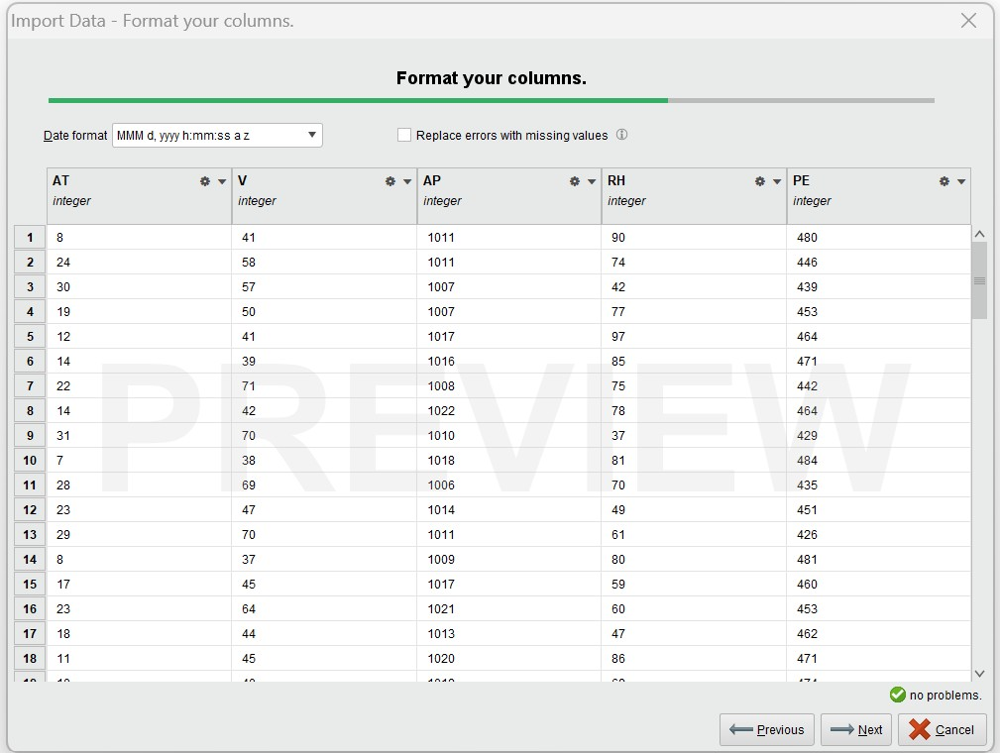 Import Data - Format your columns.
Format your columns.
Date format MMM d, yyyy h:mm:ss a z Replace errors with missing values
AT V AP RH PE
integer integer integer integer integer
1 8 41 1011 90 480
2 24 58 1011 74 446
3 30 57 1007 42 439
4 19 50 1007 77 453
5 12 41 1017 97 464
6 14 39 1016 85 471
7 22 71 1008 75 442
8 14 42 1022 78 464
9 31 70 1010 37 429
10 7 38 1018 81 484
11 28 69 1006 70 435
12 23 47 1014 49 451
13 29 70 1011 61 426
14 8 37 1009 80 481
15 17 45 1017 59 460
16 23 64 1021 60 453
17 18 44 1013 47 462
18 11 45 1020 86 471
PREVIEW
no problems.
Previous Next Cancel